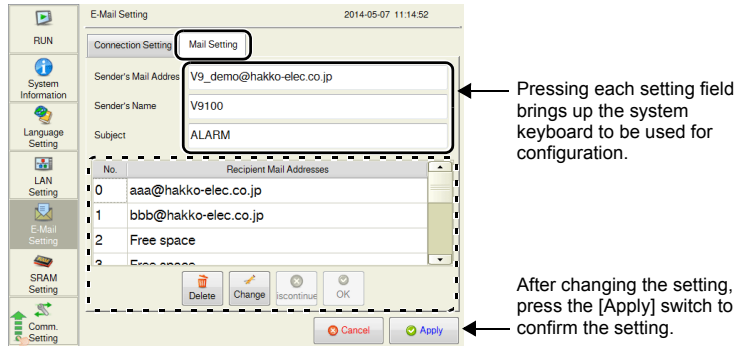 E-Mail Setting
2014-05-07 11:14:52
RUN
System
Information
Language
Setting
LAN
Setting
E-Mail
Setting
SRAM
Setting
Comm.
Setting
Connection Setting
Mail Setting
Sender's Mail Addres
V9_demo@hakko-elec.co.jp
Sender's Name
V9100
Subject
ALARM
No.
Recipient Mail Addresses
0
aaa@hakko-elec.co.jp
1
bbb@hakko-elec.co.jp
2
Free space
3
Free space
Delete
Change
iscontinue
OK
Cancel
Apply
Pressing each setting field
brings up the system
keyboard to be used for
configuration.
After changing the setting,
press the [Apply] switch to
confirm the setting.